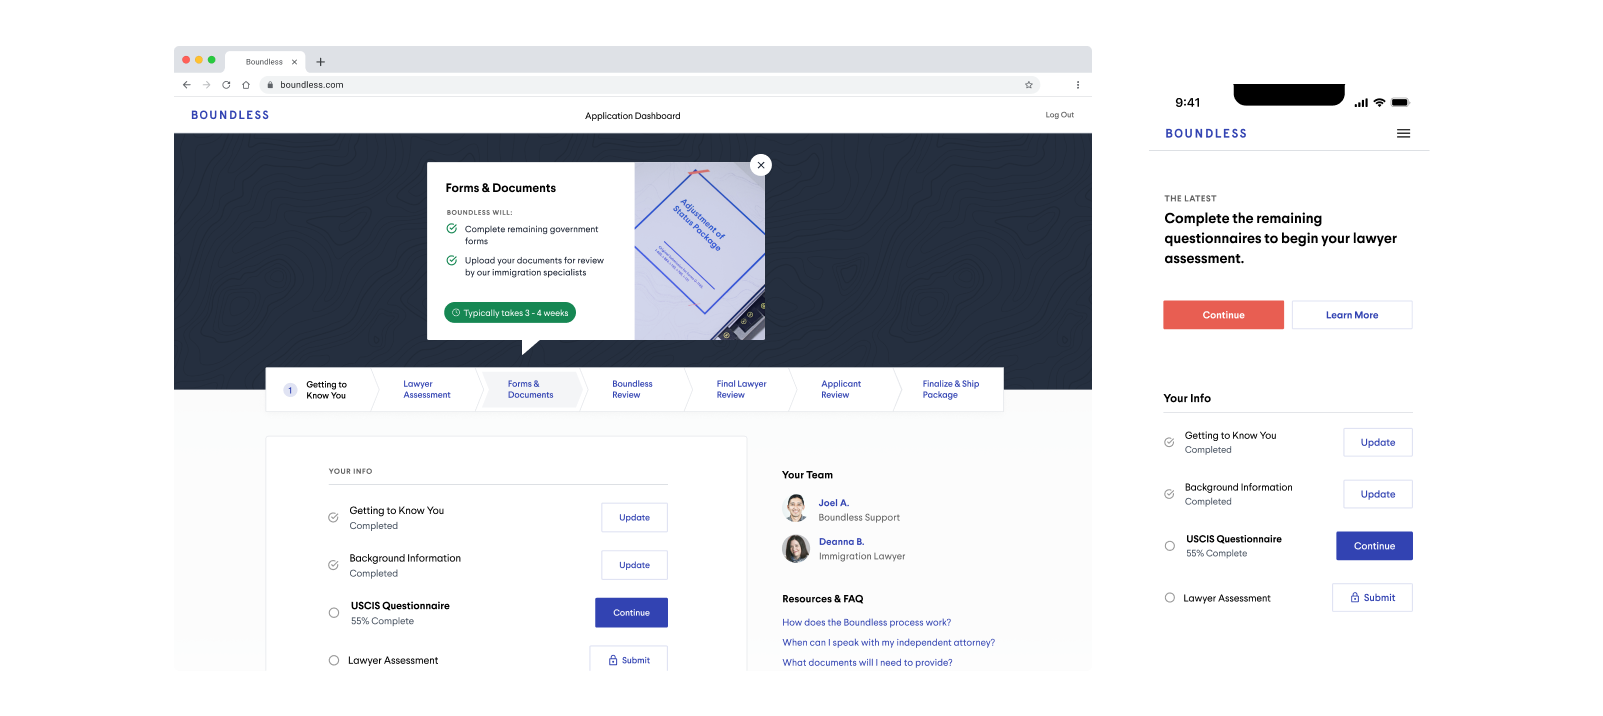 Boundless
boundless.com
BOUNDLESS
Application Dashboard
Log Out
Forms & Documents
BOUNDLESS WILL:
Complete remaining government
forms
Upload your documents for review
by our immigration specialists
Typically takes 3 - 4 weeks
Adjustment of
Status Package
1
Getting to
Know You
Lawyer
Assessment
Forms &
Documents
Boundless
Review
Final Lawyer
Review
Applicant
Review
Finalize & Ship
Package
YOUR INFO
Getting to Know You
Completed
Update
Background Information
Completed
Update
USCIS Questionnaire
55% Complete
Continue
Lawyer Assessment
Submit
Your Team
Joel A.
Boundless Support
Deanna B.
Immigration Lawyer
Resources & FAQ
How does the Boundless process work?
When can I speak with my independent attorney?
What documents will I need to provide?
9:41
BOUNDLESS
THE LATEST
Complete the remaining
questionnaires to begin your lawyer
assessment.
Continue
Learn More
Your Info
Getting to Know You
Completed
Update
Background Information
Completed
Update
USCIS Questionnaire
55% Complete
Continue
Lawyer Assessment
Submit